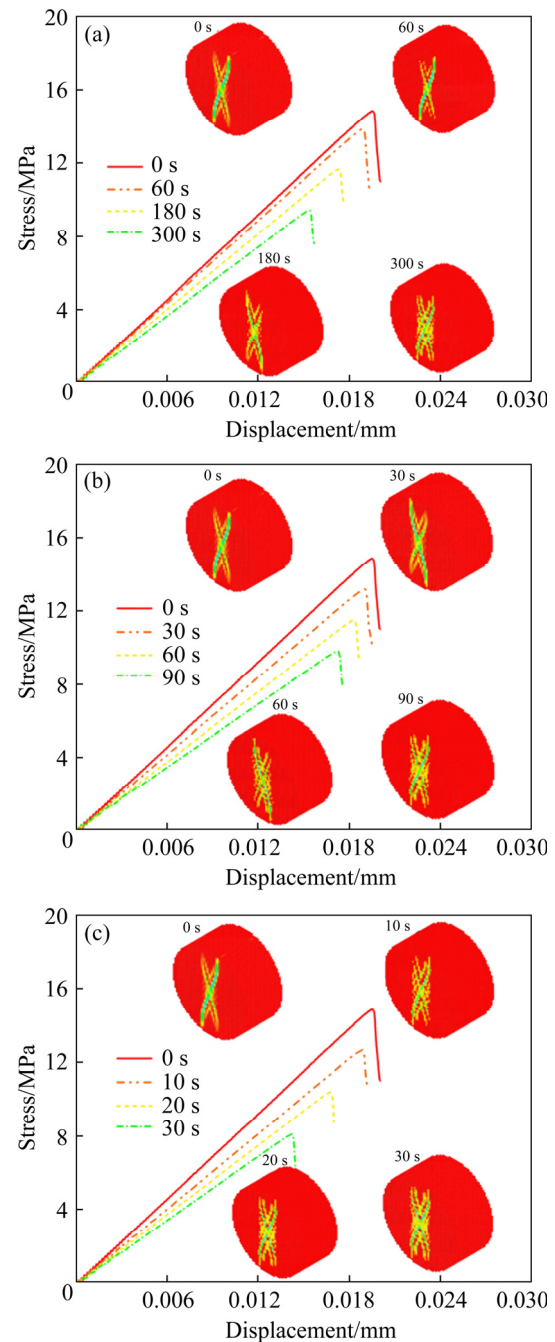 (a)
0 s
60 s
20
16
12
8
4
0
Stress/MPa
0 s
60 s
180 s
300 s
180 s
300 s
0.006
0.012
0.018
0.024
0.030
Displacement/mm
(b)
0 s
30 s
20
16
12
8
4
0
Stress/MPa
0 s
30 s
60 s
90 s
60 s
90 s
0.006
0.012
0.018
0.024
0.030
Displacement/mm
(c)
0 s
10 s
20
16
12
8
4
0
Stress/MPa
0 s
10 s
20 s
30 s
20 s
30 s
0.006
0.012
0.018
0.024
0.030
Displacement/mm